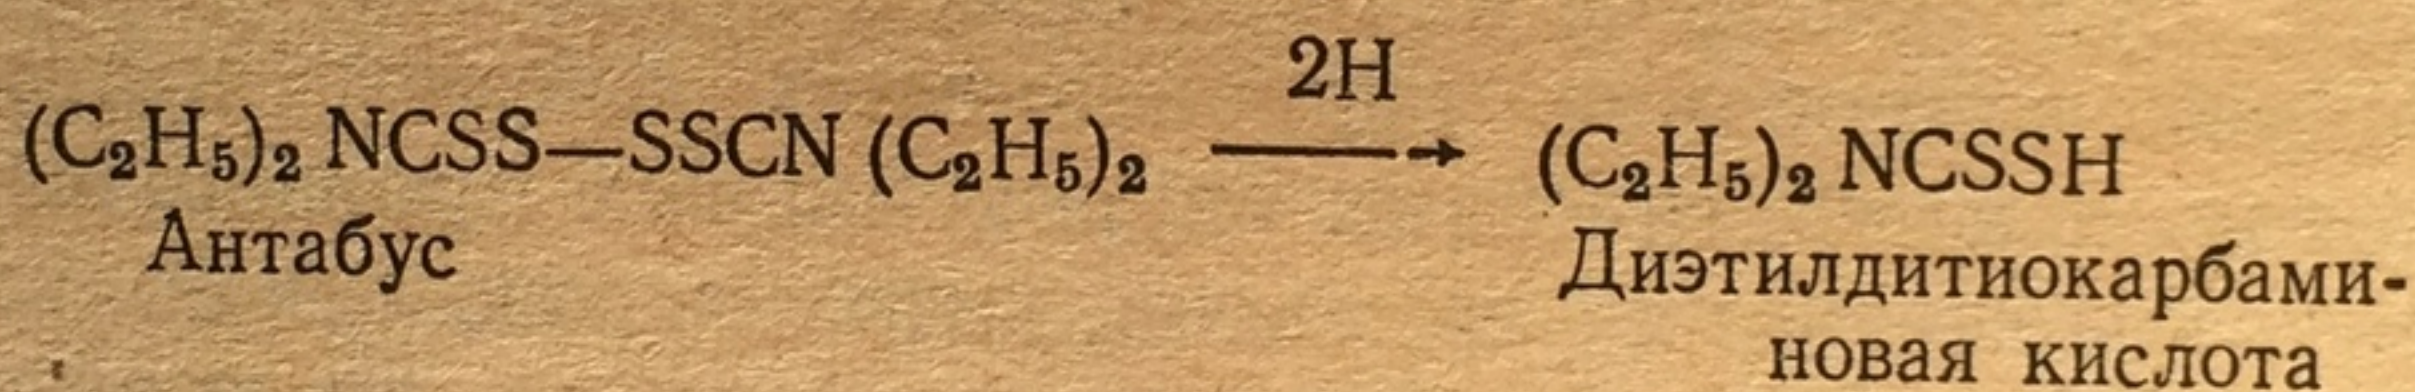 2H
(C₂H₅)₂ NCSS—SSCN (C₂H₅)₂ ⟶ (C₂H₅)₂ NCSSH
Антабус Диэтилдитиокарбами-
новая кислота